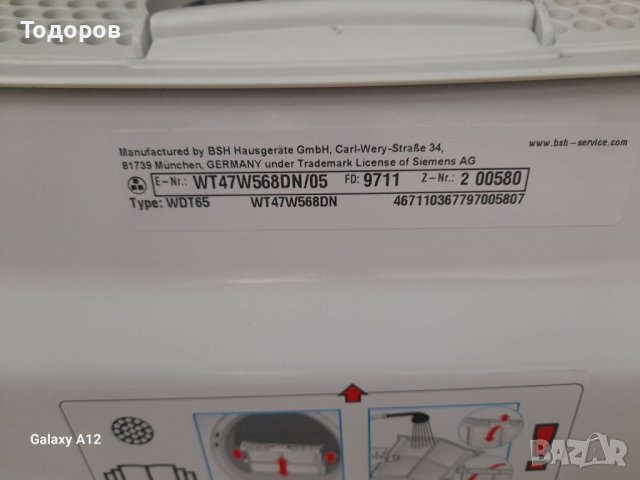 Тодоров
Manufactured by BSH Hausgeräte GmbH, Carl-Wery-Straße 34,
81739 München, GERMANY under Trademark License of Siemens AG
www.bsh-service.com
E-Nr.: WT47W568DN/05 FD: 9711 Z-Nr.: 2 00580
Type: WDT65 WT47W568DN 467110367797005807
Galaxy A12
BAZAR